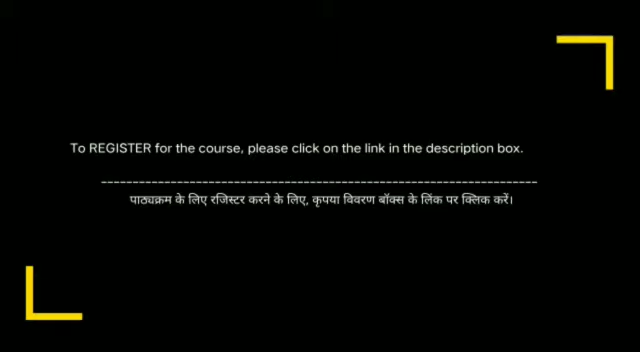 To REGISTER for the course, please click on the link in the description box.
पाठ्यक्रम के लिए रजिस्टर करने के लिए, कृपया विवरण बॉक्स के लिंक पर क्लिक करें।